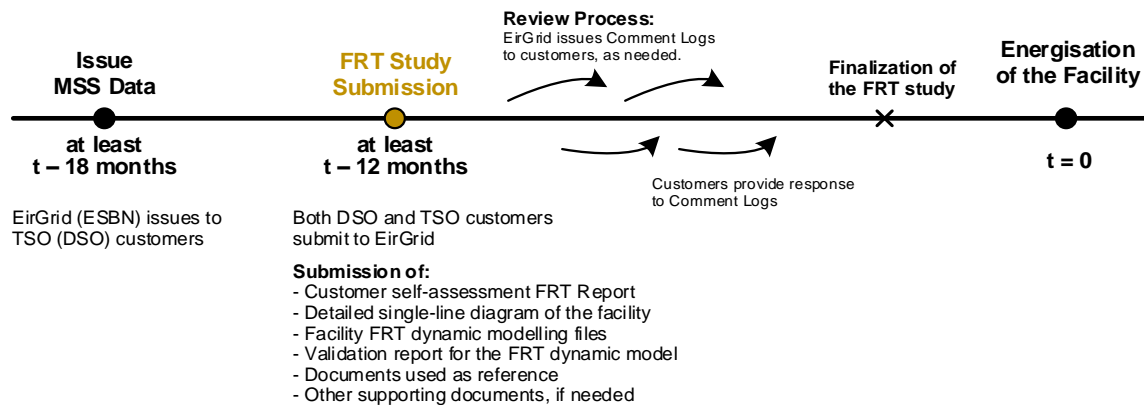 Issue
MSS Data
at least
t – 18 months
EirGrid (ESBN) issues to
TSO (DSO) customers
FRT Study
Submission
at least
t – 12 months
Both DSO and TSO customers
submit to EirGrid
Submission of:
- Customer self-assessment FRT Report
- Detailed single-line diagram of the facility
- Facility FRT dynamic modelling files
- Validation report for the FRT dynamic model
- Documents used as reference
- Other supporting documents, if needed
Review Process:
EirGrid issues Comment Logs
to customers, as needed.
Customers provide response
to Comment Logs
Finalization of
the FRT study
Energisation
of the Facility
t = 0